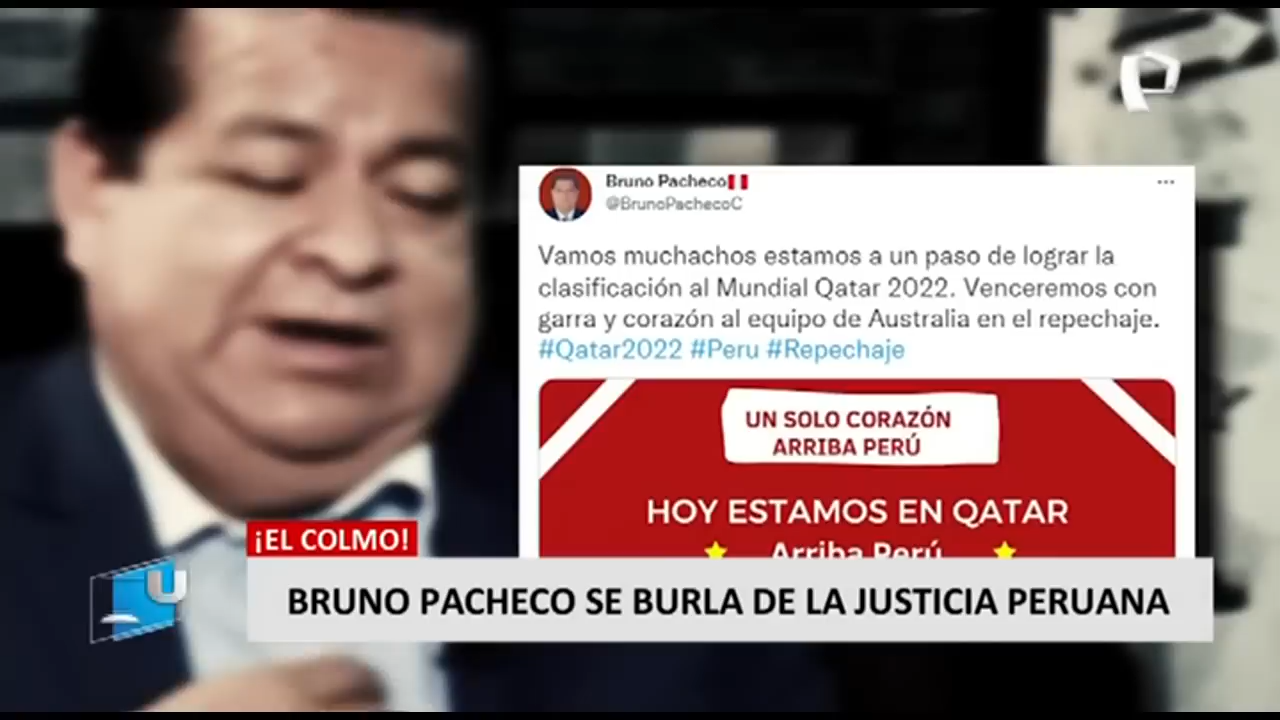 Bruno Pacheco
@BrunoPachecoC
Vamos muchachos estamos a un paso de lograr la
clasificación al Mundial Qatar 2022. Venceremos con
garra y corazón al equipo de Australia en el repechaje.
#Qatar2022 #Peru #Repechaje
UN SOLO CORAZÓN
ARRIBA PERÚ
HOY ESTAMOS EN QATAR
Arriba Perú
¡EL COLMO!
U
BRUNO PACHECO SE BURLA DE LA JUSTICIA PERUANA